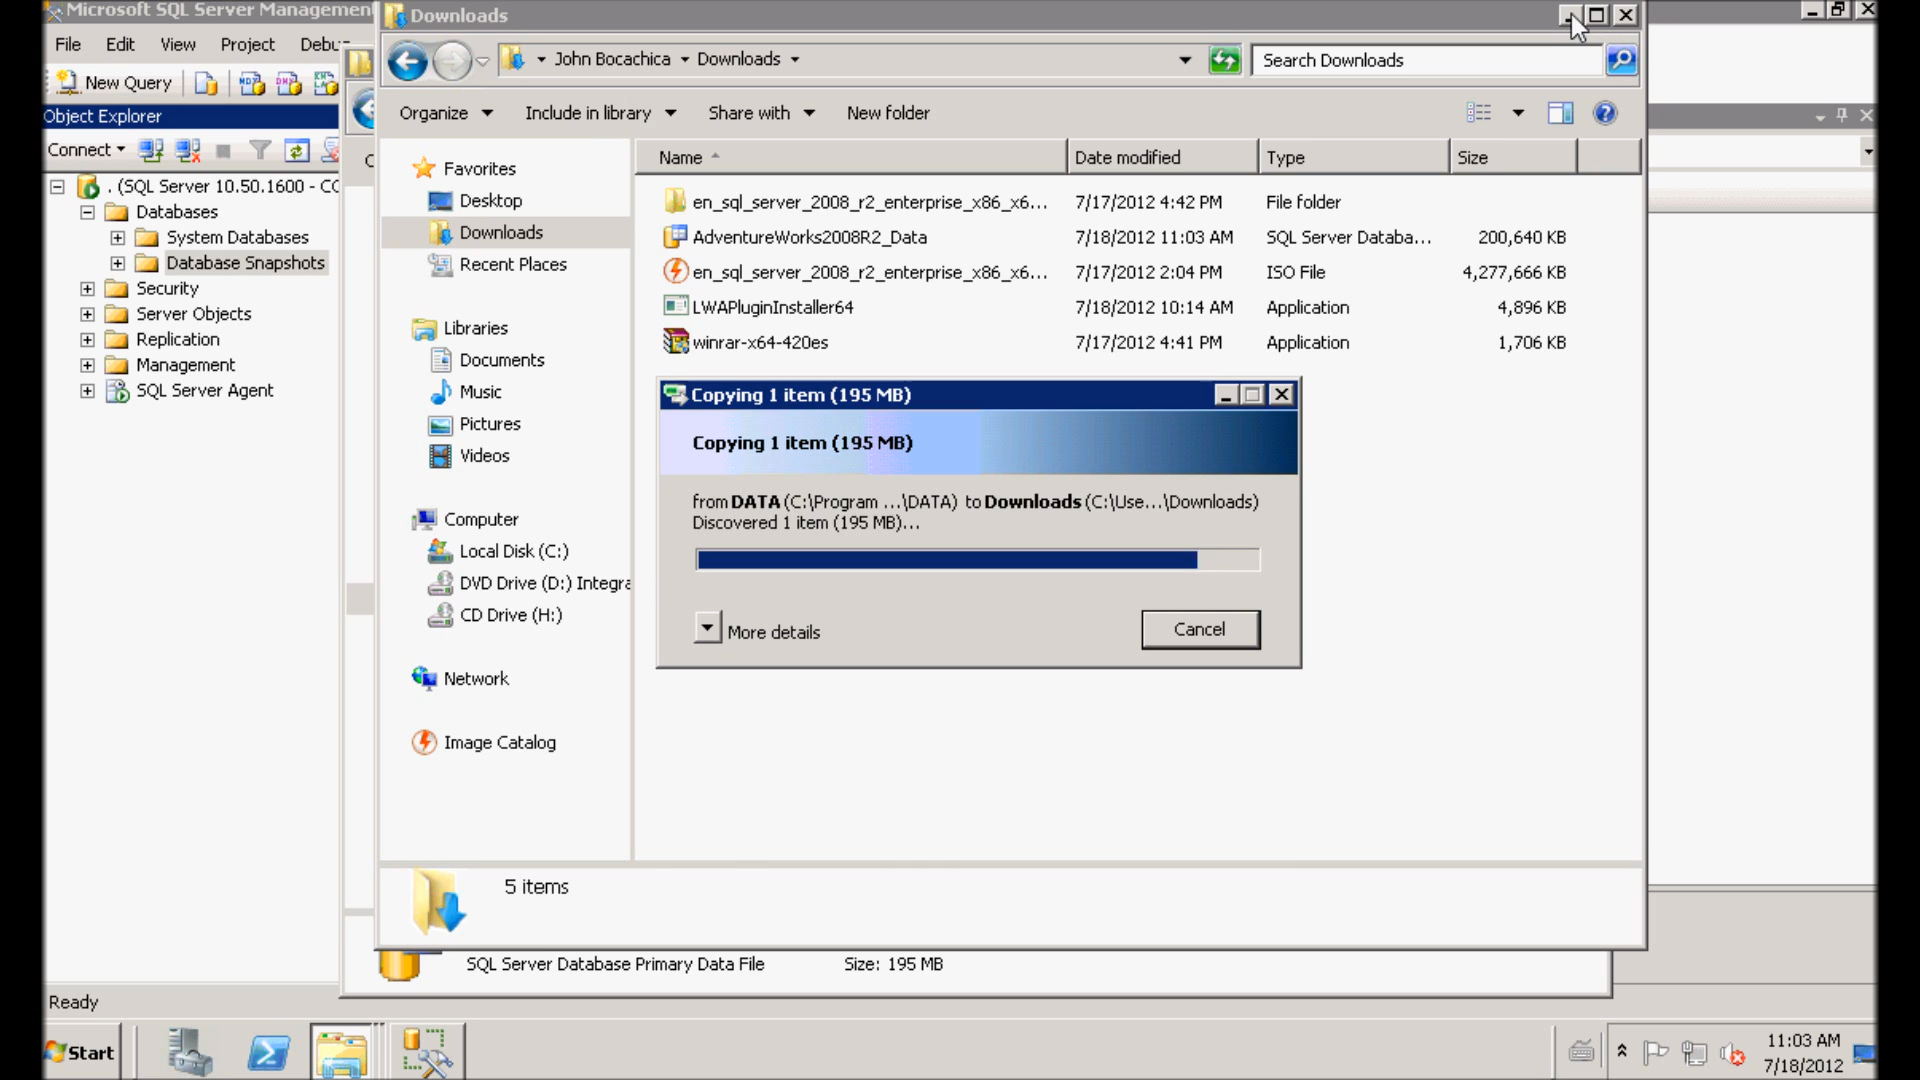 Microsoft SQL Server Management
File Edit View Project
New Query
Object Explorer
Connect
. (SQL Server 10.50.1600 - CO
Databases
System Databases
Database Snapshots
Security
Server Objects
Replication
Management
SQL Server Agent
Ready
Downloads
John Bocachica Downloads
Search Downloads
Organize Include in library Share with New folder
Favorites
Desktop
Downloads
Recent Places
Libraries
Documents
Music
Pictures
Videos
Computer
Local Disk (C:)
DVD Drive (D:) Integra
CD Drive (H:)
Network
Image Catalog
Name Date modified Type Size
en_sql_server_2008_r2_enterprise_x86_x6... 7/17/2012 4:42 PM File folder
AdventureWorks2008R2_Data 7/18/2012 11:03 AM SQL Server Databa... 200,640 KB
en_sql_server_2008_r2_enterprise_x86_x6... 7/17/2012 2:04 PM ISO File 4,277,666 KB
LWAPluginInstaller64 7/18/2012 10:14 AM Application 4,896 KB
winrar-x64-420es 7/17/2012 4:41 PM Application 1,706 KB
Copying 1 item (195 MB)
Copying 1 item (195 MB)
from DATA (C:\Program ...\DATA) to Downloads (C:\Use...\Downloads)
Discovered 1 item (195 MB)...
More details Cancel
5 items
SQL Server Database Primary Data File Size: 195 MB
Start
11:03 AM
7/18/2012